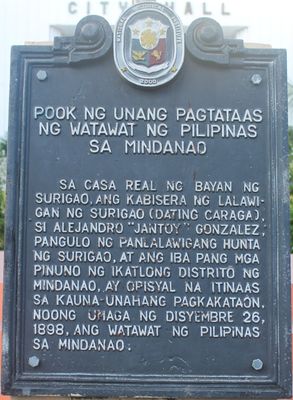 CITY HALL
2000
POOK NG UNANG PAGTATAAS
NG WATAWAT NG PILIPINAS
SA MINDANAO
SA CASA REAL NG BAYAN NG
SURIGAO, ANG KABISERA NG LALAWI-
GAN NG SURIGAO (DATING CARAGA),
SI ALEJANDRO "JANTOY" GONZALEZ,
PANGULO NG PANLALAWIGANG HUNTA
NG SURIGAO, AT ANG IBA PANG MGA
PINUNO NG IKATLONG DISTRITO NG
MINDANAO, AY OPISYAL NA ITINAAS
SA KAUNA-UNAHANG PAGKAKATAON,
NOONG UMAGA NG DISYEMBRE 26,
1898, ANG WATAWAT NG PILIPINAS
SA MINDANAO.